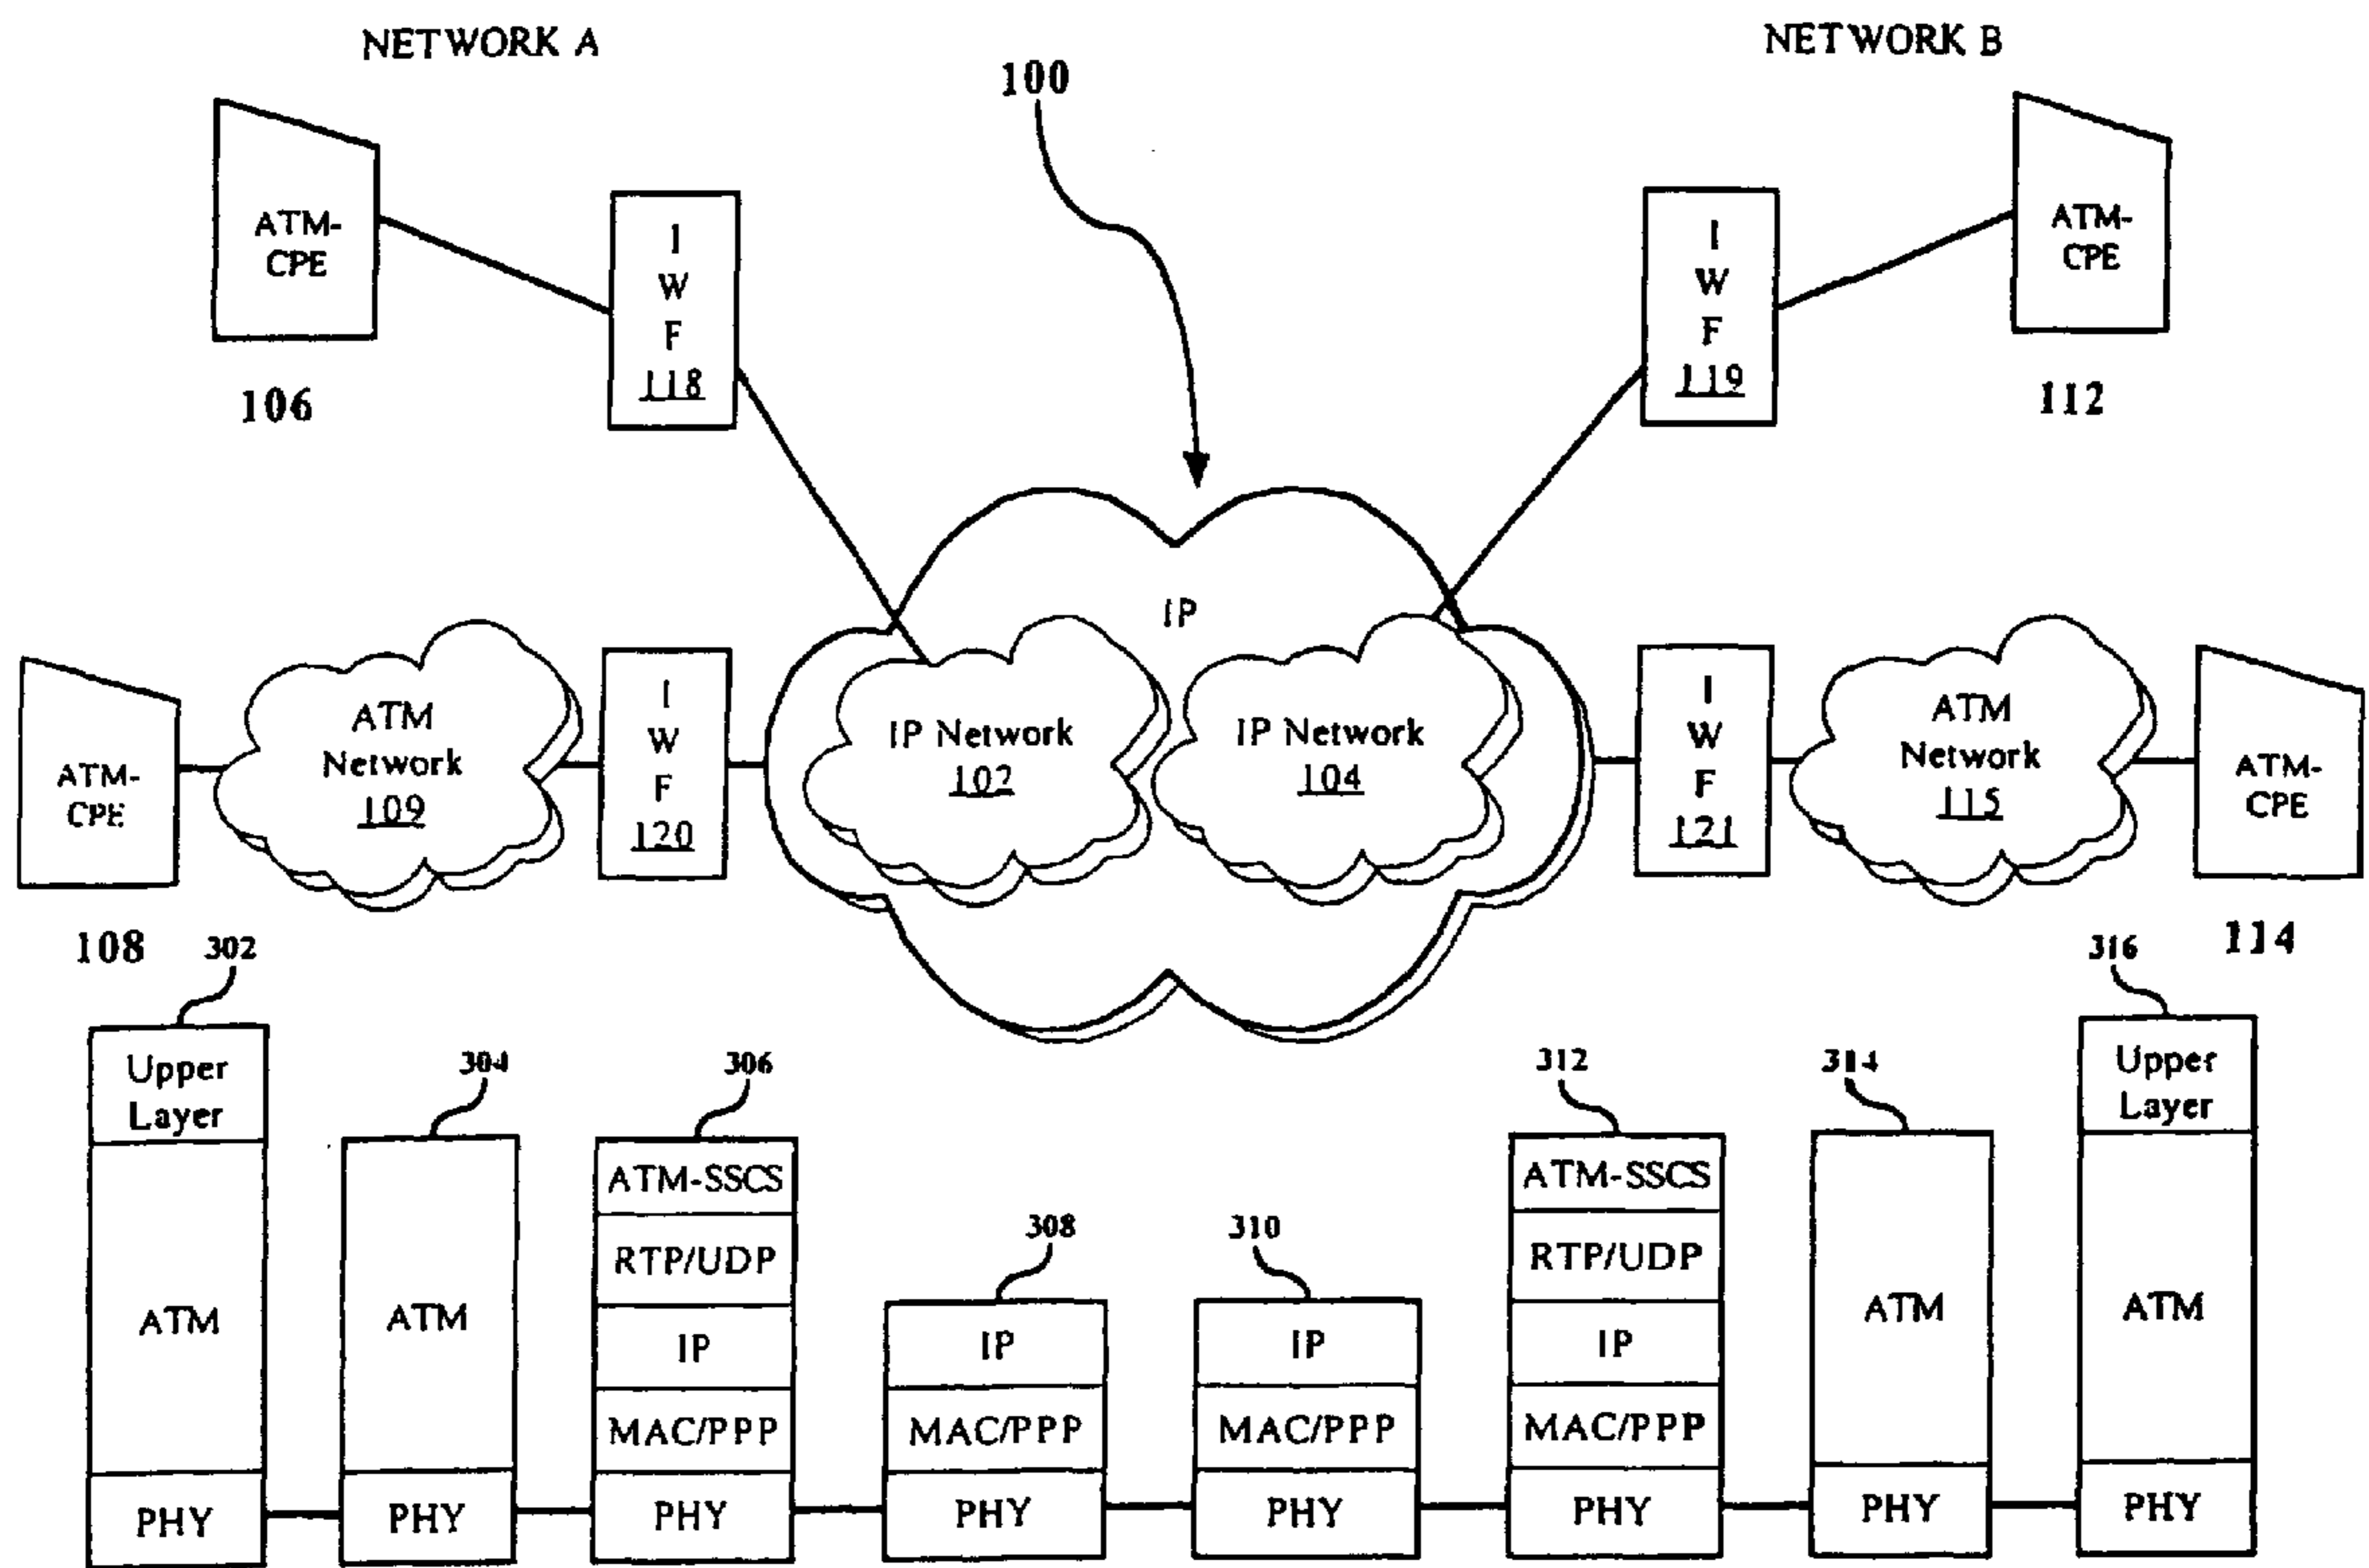 NETWORK A
NETWORK B
100
ATM-
CPE
106
I
W
F
118
I
W
F
119
ATM-
CPE
112
IP
ATM-
CPE
108
ATM
Network
109
I
W
F
120
IP Network
102
IP Network
104
I
W
F
121
ATM
Network
115
ATM-
CPE
114
302
Upper
Layer
ATM
PHY
304
ATM
PHY
306
ATM-SSCS
RTP/UDP
IP
MAC/PPP
PHY
308
IP
MAC/PPP
PHY
310
IP
MAC/PPP
PHY
312
ATM-SSCS
RTP/UDP
IP
MAC/PPP
PHY
314
ATM
PHY
316
Upper
Layer
ATM
PHY